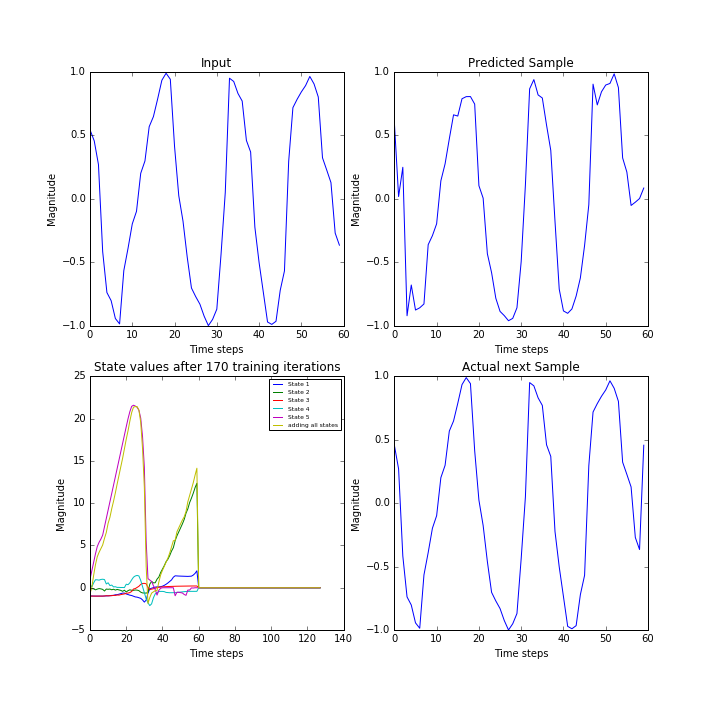 Input
Magnitude
1.0
0.5
0.0
−0.5
−1.0
0 10 20 30 40 50 60
Time steps
Predicted Sample
Magnitude
1.0
0.5
0.0
−0.5
−1.0
0 10 20 30 40 50 60
Time steps
State values after 170 training iterations
Magnitude
25
20
15
10
5
0
−5
0 20 40 60 80 100 120 140
Time steps
State 1
State 2
State 3
State 4
State 5
adding all states
Actual next Sample
Magnitude
1.0
0.5
0.0
−0.5
−1.0
0 10 20 30 40 50 60
Time steps